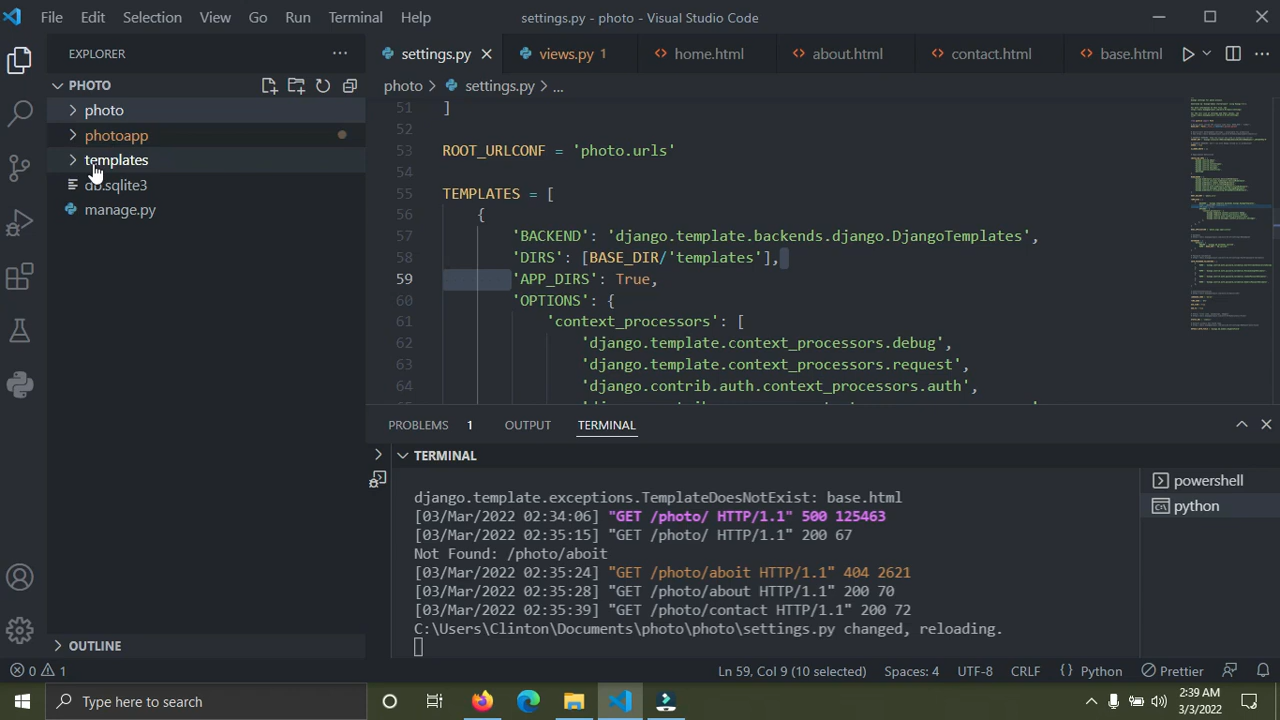 File Edit Selection View Go Run Terminal Help settings.py - photo - Visual Studio Code
EXPLORER
PHOTO
photo
photoapp
templates
db.sqlite3
manage.py
OUTLINE
settings.py views.py 1 home.html about.html contact.html base.html
photo > settings.py > ...
51 ]
52
53 ROOT_URLCONF = 'photo.urls'
54
55 TEMPLATES = [
56 {
57 'BACKEND': 'django.template.backends.django.DjangoTemplates',
58 'DIRS': [BASE_DIR/'templates'],
59 'APP_DIRS': True,
60 'OPTIONS': {
61 'context_processors': [
62 'django.template.context_processors.debug',
63 'django.template.context_processors.request',
64 'django.contrib.auth.context_processors.auth',
PROBLEMS 1 OUTPUT TERMINAL
TERMINAL
django.template.exceptions.TemplateDoesNotExist: base.html
[03/Mar/2022 02:34:06] "GET /photo/ HTTP/1.1" 500 125463
[03/Mar/2022 02:35:15] "GET /photo/ HTTP/1.1" 200 67
Not Found: /photo/aboit
[03/Mar/2022 02:35:24] "GET /photo/aboit HTTP/1.1" 404 2621
[03/Mar/2022 02:35:28] "GET /photo/about HTTP/1.1" 200 70
[03/Mar/2022 02:35:39] "GET /photo/contact HTTP/1.1" 200 72
C:\Users\Clinton\Documents\photo\photo\settings.py changed, reloading.
powershell
python
0 1 Ln 59, Col 9 (10 selected) Spaces: 4 UTF-8 CRLF { } Python Prettier
Type here to search
2:39 AM
3/3/2022